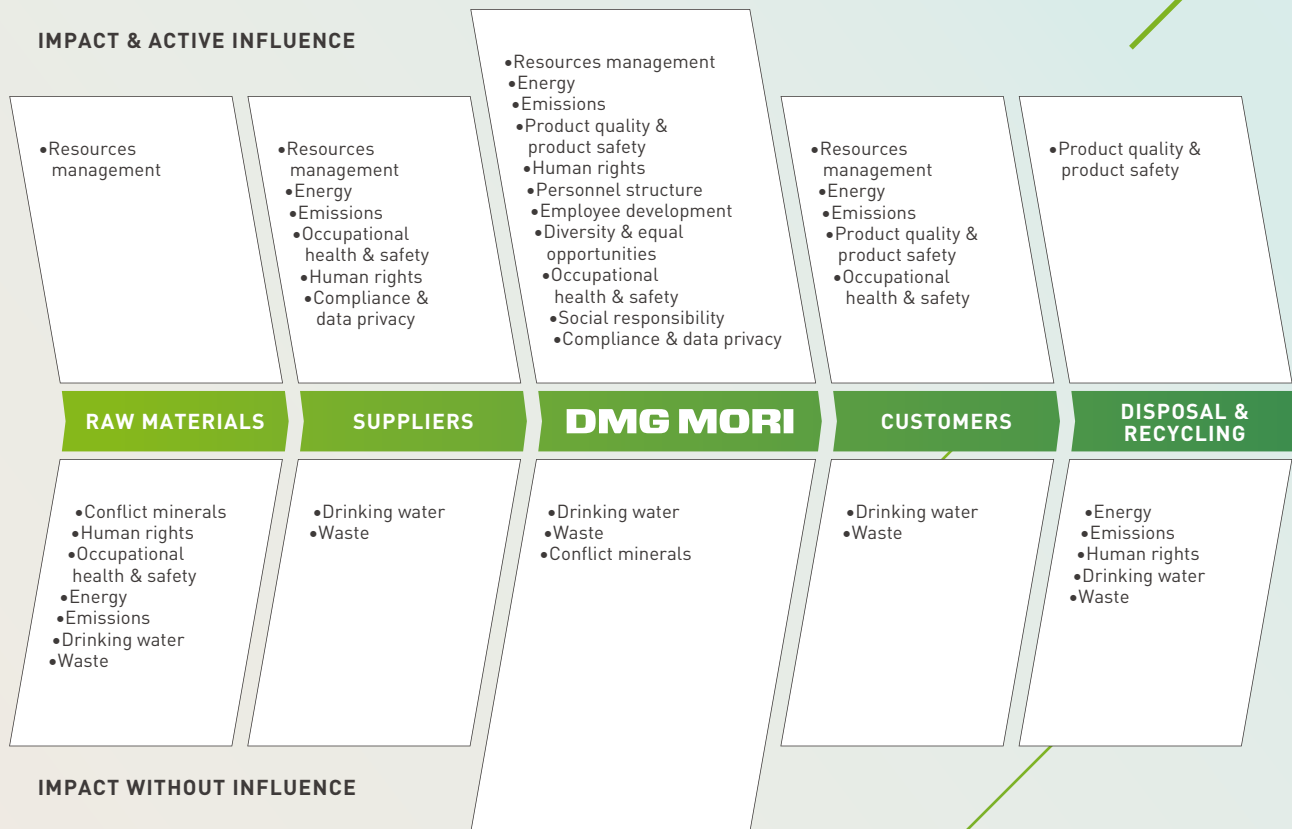 IMPACT & ACTIVE INFLUENCE
•Resources
management
•Resources
management
•Energy
•Emissions
•Occupational
health & safety
•Human rights
•Compliance &
data privacy
•Resources management
•Energy
•Emissions
•Product quality &
product safety
•Human rights
•Personnel structure
•Employee development
•Diversity & equal
opportunities
•Occupational
health & safety
•Social responsibility
•Compliance & data privacy
•Resources
management
•Energy
•Emissions
•Product quality &
product safety
•Occupational
health & safety
•Product quality &
product safety
RAW MATERIALS
SUPPLIERS
DMG MORI
CUSTOMERS
DISPOSAL &
RECYCLING
•Conflict minerals
•Human rights
•Occupational
health & safety
•Energy
•Emissions
•Drinking water
•Waste
•Drinking water
•Waste
•Drinking water
•Waste
•Conflict minerals
•Drinking water
•Waste
•Energy
•Emissions
•Human rights
•Drinking water
•Waste
IMPACT WITHOUT INFLUENCE